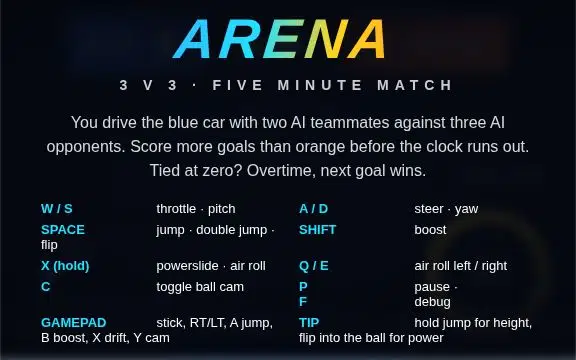 ARENA
3 V 3 · FIVE MINUTE MATCH
You drive the blue car with two AI teammates against three AI
opponents. Score more goals than orange before the clock runs out.
Tied at zero? Overtime, next goal wins.
W / S throttle · pitch A / D steer · yaw
SPACE jump · double jump · SHIFT boost
flip
X (hold) powerslide · air roll Q / E air roll left / right
C toggle ball cam P pause ·
F debug
GAMEPAD stick, RT/LT, A jump, TIP hold jump for height,
B boost, X drift, Y cam flip into the ball for power